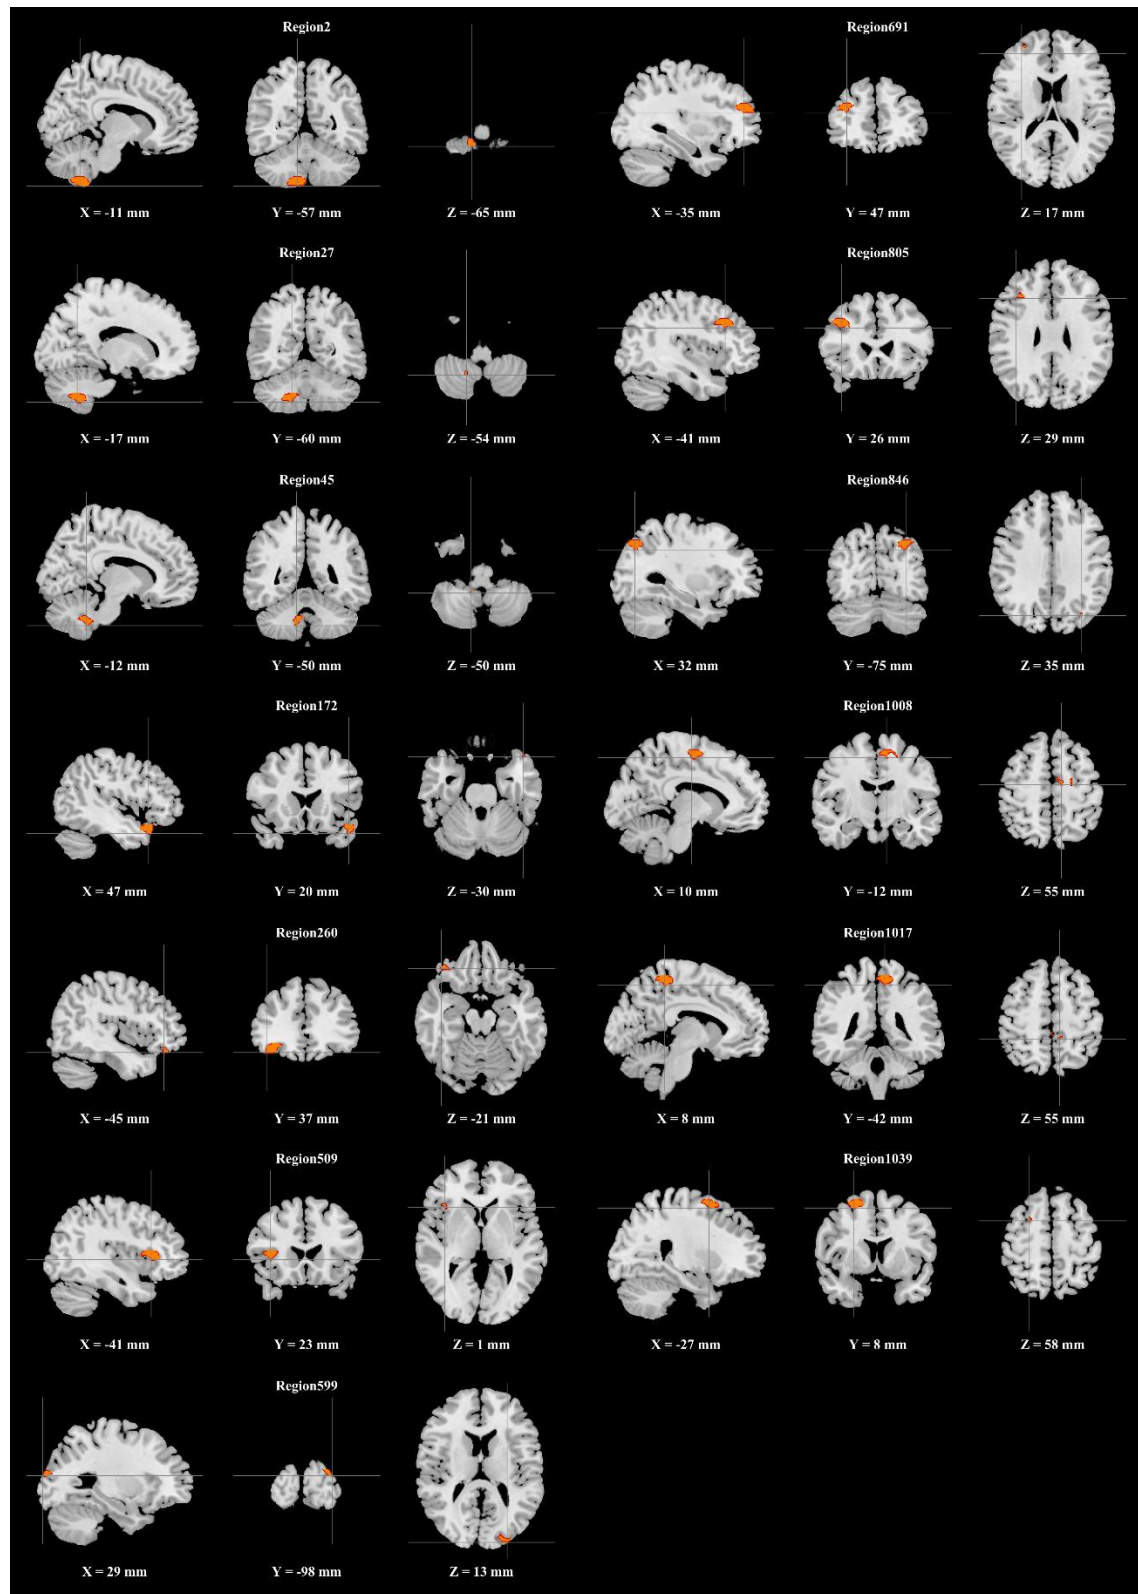 Region2
X = -11 mm Y = -57 mm Z = -65 mm
Region27
X = -17 mm Y = -60 mm Z = -54 mm
Region45
X = -12 mm Y = -50 mm Z = -50 mm
Region172
X = 47 mm Y = 20 mm Z = -30 mm
Region260
X = -45 mm Y = 37 mm Z = -21 mm
Region509
X = -41 mm Y = 23 mm Z = 1 mm
Region599
X = 29 mm Y = -98 mm Z = 13 mm
Region691
X = -35 mm Y = 47 mm Z = 17 mm
Region805
X = -41 mm Y = 26 mm Z = 29 mm
Region846
X = 32 mm Y = -75 mm Z = 35 mm
Region1008
1
X = 10 mm Y = -12 mm Z = 55 mm
Region1017
X = 8 mm Y = -42 mm Z = 55 mm
Region1039
X = -27 mm Y = 8 mm Z = 58 mm